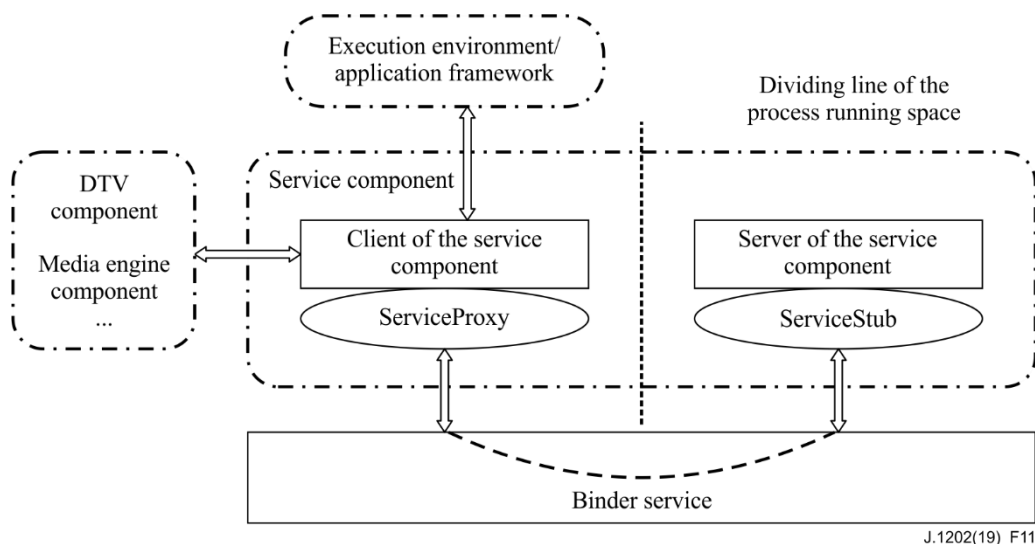 Execution environment/
application framework
Dividing line of the
process running space
DTV
component
Media engine
component
...
Service component
Client of the service
component
ServiceProxy
Server of the service
component
ServiceStub
Binder service
J.1202(19)_F11